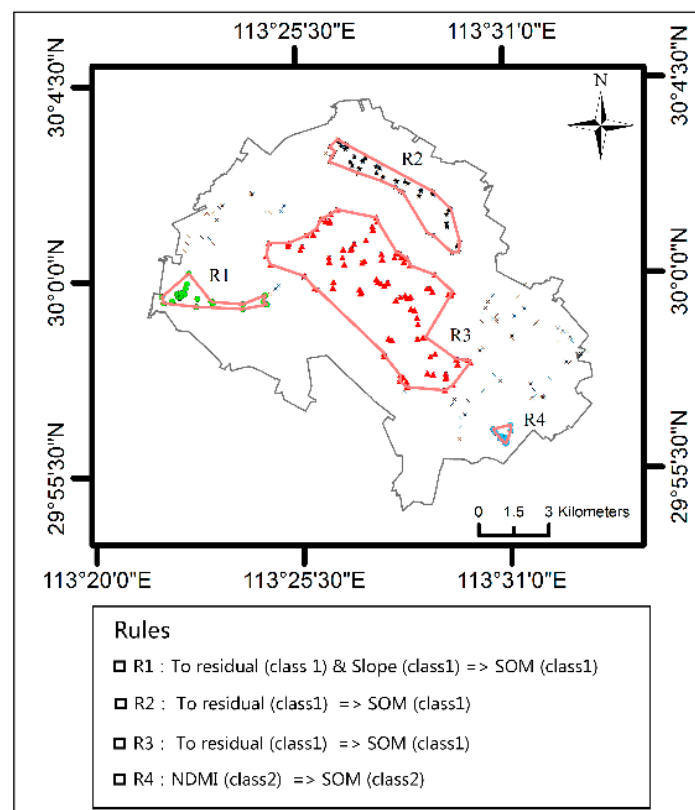 113°25'30"E 113°31'0"E
N
30°4'30"N 30°4'30"N
R2
R1
30°0'0"N 30°0'0"N
R3
R4
29°55'30"N 29°55'30"N
0 1.5 3 Kilometers
113°20'0"E 113°25'30"E 113°31'0"E
Rules
R1 : To residual (class 1) & Slope (class1) => SOM (class1)
R2 : To residual (class1) => SOM (class1)
R3 : To residual (class1) => SOM (class1)
R4 : NDMI (class2) => SOM (class2)